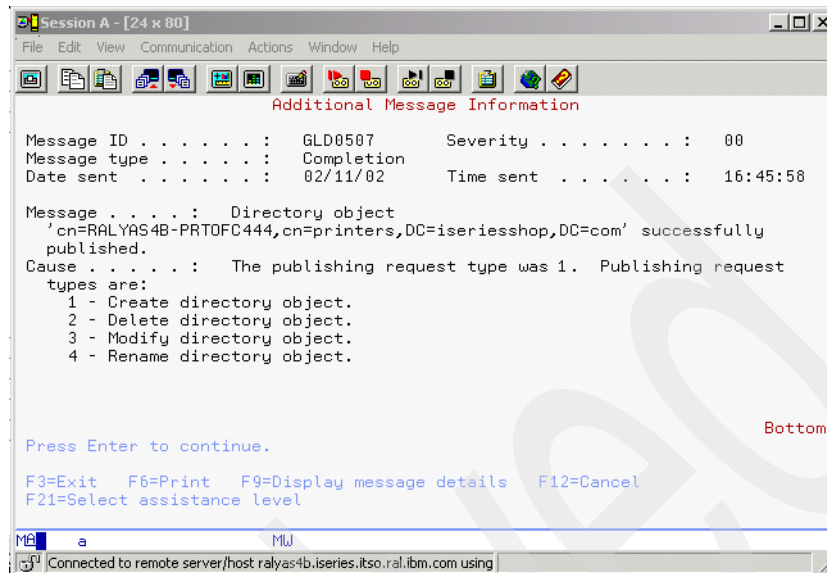 Session A - [24 x 80]
File Edit View Communication Actions Window Help
Additional Message Information
Message ID . . . . . . : GLD0507 Severity . . . . . . . : 00
Message type . . . . . : Completion
Date sent . . . . . . : 02/11/02 Time sent . . . . . . : 16:45:58
Message . . . . : Directory object
'cn=RALYAS4B-PRTOFC444,cn=printers,DC=iseriesshop,DC=com' successfully
published.
Cause . . . . . : The publishing request type was 1. Publishing request
types are:
1 - Create directory object.
2 - Delete directory object.
3 - Modify directory object.
4 - Rename directory object.
Bottom
Press Enter to continue.
F3=Exit F6=Print F9=Display message details F12=Cancel
F21=Select assistance level
MA a MW
Connected to remote server/host ralyas4b.iseries.itso.ral.ibm.com using